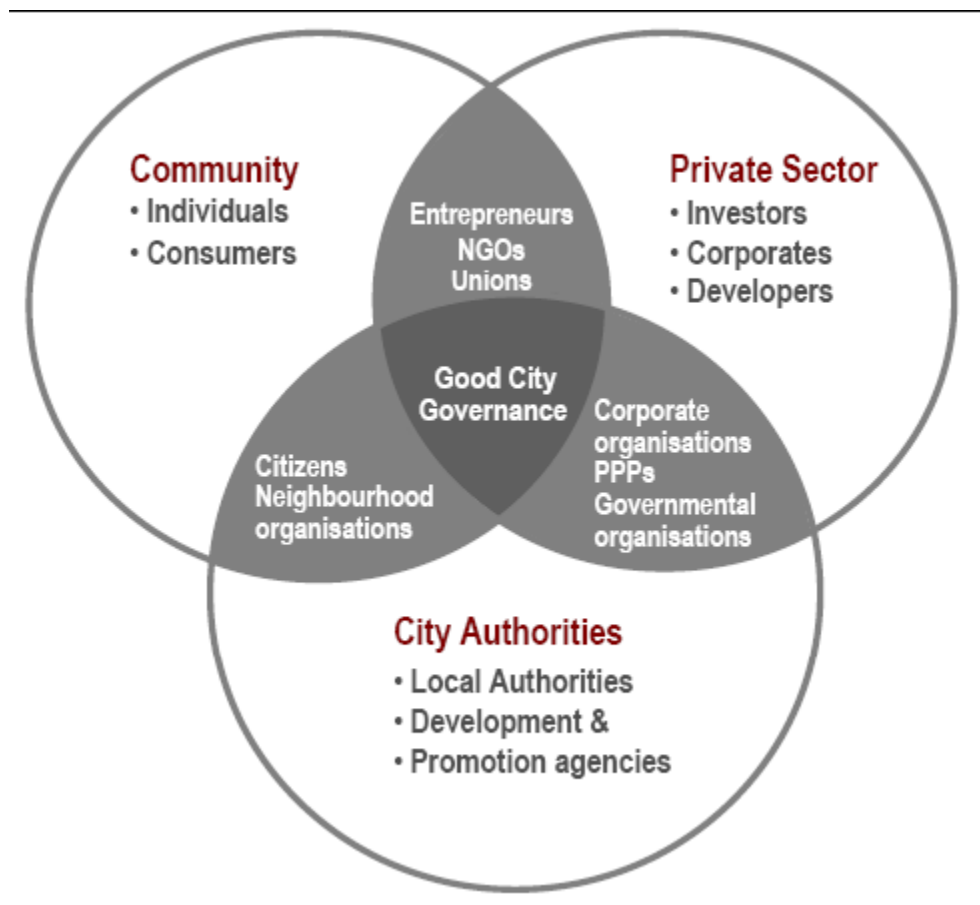 Community
• Individuals
• Consumers
Private Sector
• Investors
• Corporates
• Developers
Entrepreneurs
NGOs
Unions
Good City
Governance
Citizens
Neighbourhood
organisations
Corporate
organisations
PPPs
Governmental
organisations
City Authorities
• Local Authorities
• Development &
• Promotion agencies